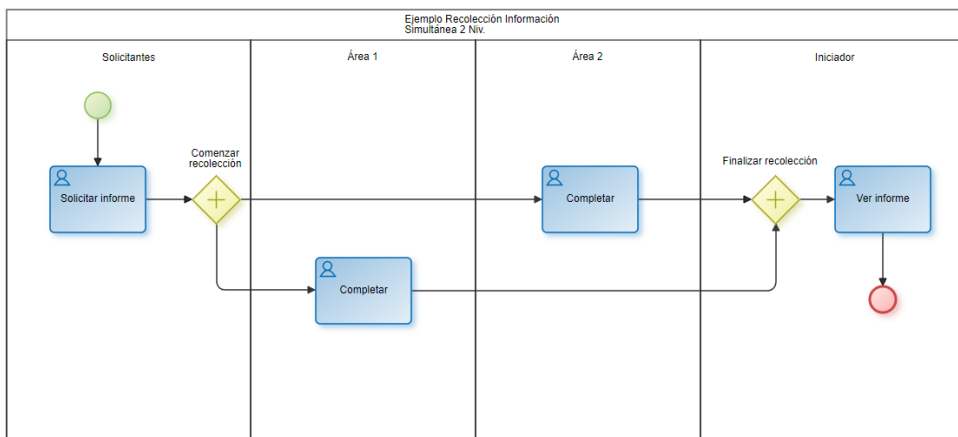 Ejemplo Recolección Información
Simultánea 2 Niv.
Solicitantes
Área 1
Área 2
Iniciador
Comenzar
recolección
Finalizar recolección
Solicitar informe
Completar
Ver informe
Completar